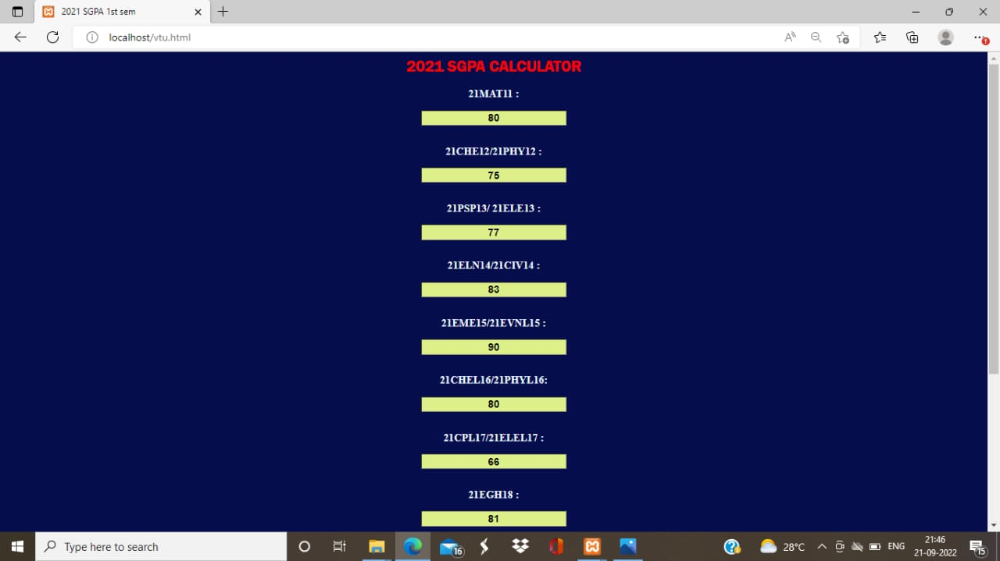 2021 SGPA 1st sem
localhost/vtu.html
2021 SGPA CALCULATOR
21MAT11 :
80
21CHE12/21PHY12 :
75
21PSP13/ 21ELE13 :
77
21ELN14/21CIV14 :
83
21EME15/21EVNL15 :
90
21CHEL16/21PHYL16:
80
21CPL17/21ELEL17 :
66
21EGH18 :
81
Type here to search
16
28°C
ENG
21:46
21-09-2022
15